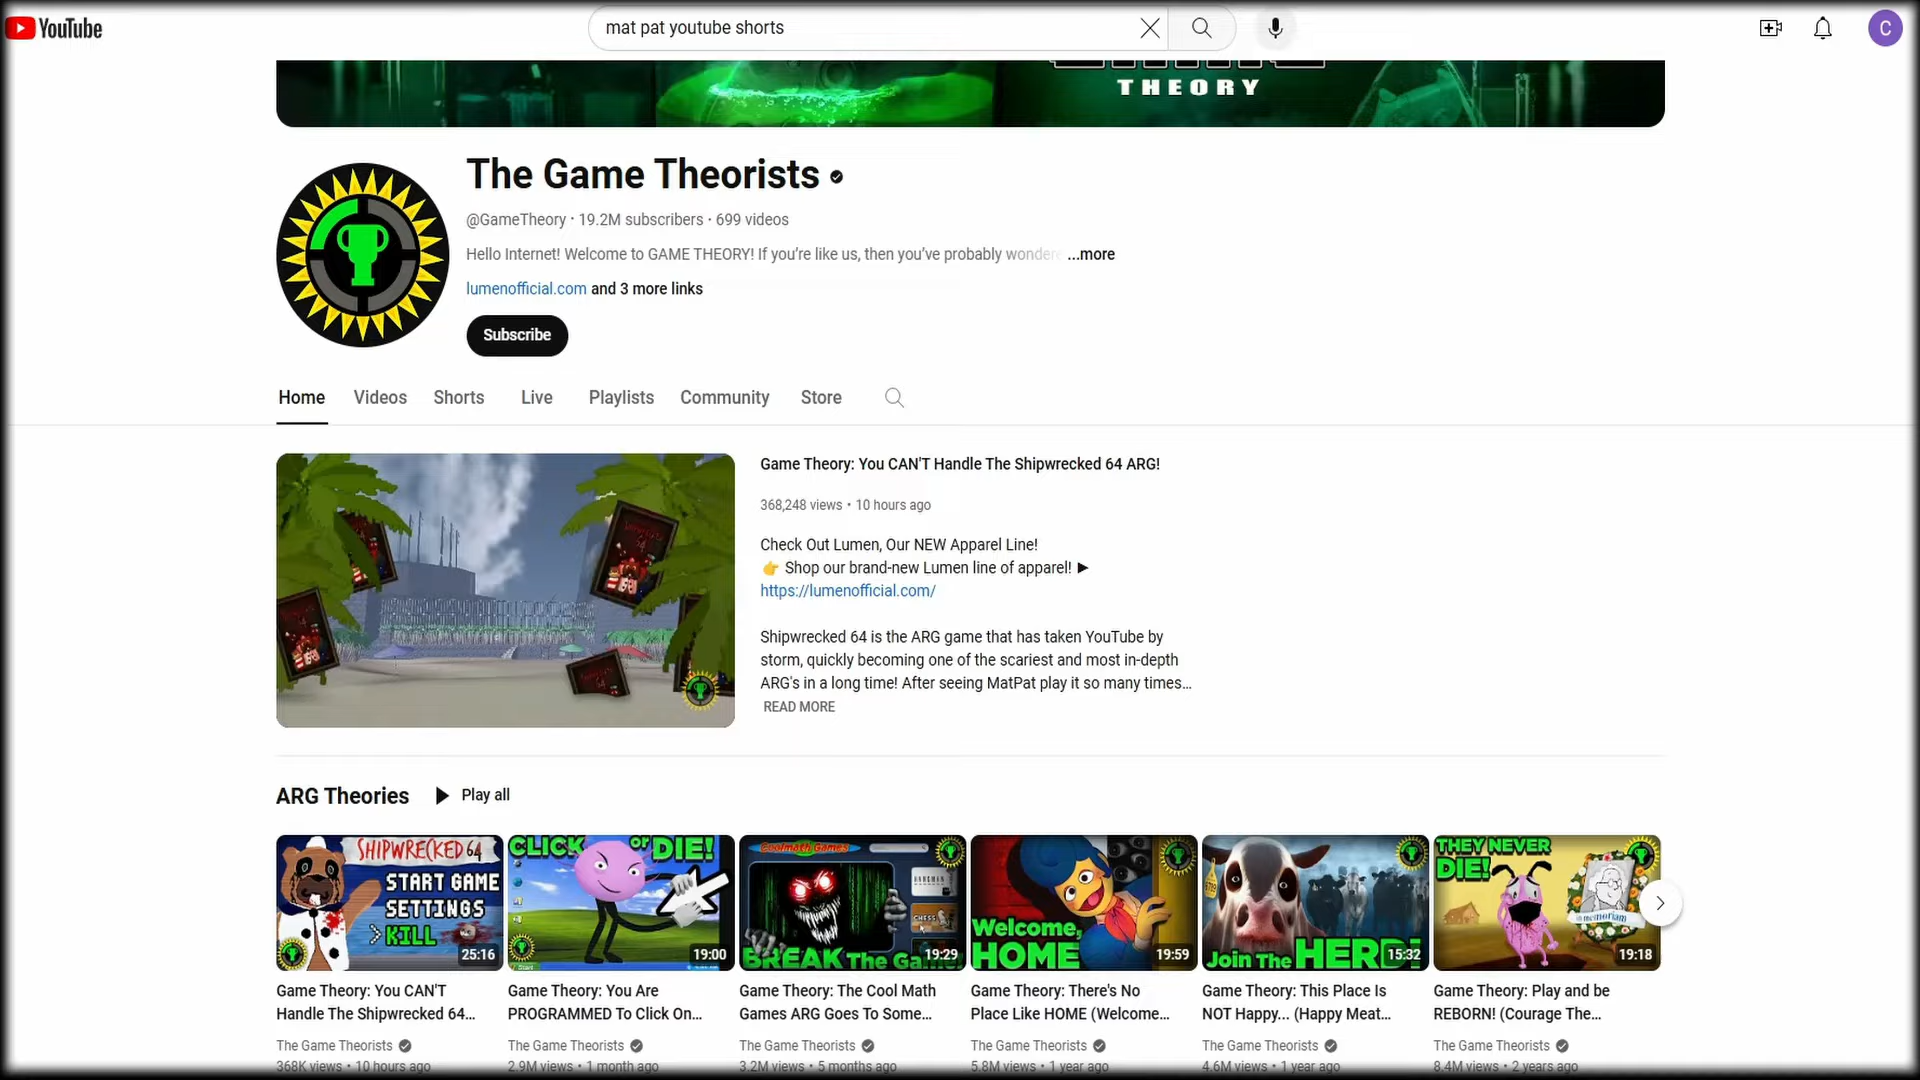 YouTube
mat pat youtube shorts
C
THEORY
The Game Theorists
@GameTheory · 19.2M subscribers · 699 videos
Hello Internet! Welcome to GAME THEORY! If you're like us, then you've probably wondere ...more
lumenofficial.com and 3 more links
Subscribe
Home Videos Shorts Live Playlists Community Store
Game Theory: You CAN'T Handle The Shipwrecked 64 ARG!
368,248 views • 10 hours ago
Check Out Lumen, Our NEW Apparel Line!
👉 Shop our brand-new Lumen line of apparel! ▶
https://lumenofficial.com/
Shipwrecked 64 is the ARG game that has taken YouTube by
storm, quickly becoming one of the scariest and most in-depth
ARG's in a long time! After seeing MatPat play it so many times...
READ MORE
ARG Theories Play all
SHIPWRECKED 64
START GAME
SETTINGS
>KILL
25:16
CLICK or DIE!
Start
19:00
Coolmath Games
HANGMAN
CHESS
BREAK The Game
19:29
Welcome,
HOME
19:59
6719
Join The HERD!
15:32
THEY NEVER
DIE!
in memoriam
19:18
Game Theory: You CAN'T
Handle The Shipwrecked 64...
The Game Theorists
368K views • 10 hours ago
Game Theory: You Are
PROGRAMMED To Click On...
The Game Theorists
2.9M views • 1 month ago
Game Theory: The Cool Math
Games ARG Goes To Some...
The Game Theorists
3.2M views • 5 months ago
Game Theory: There's No
Place Like HOME (Welcome...
The Game Theorists
5.8M views • 1 year ago
Game Theory: This Place Is
NOT Happy... (Happy Meat...
The Game Theorists
4.6M views • 1 year ago
Game Theory: Play and be
REBORN! (Courage The...
The Game Theorists
8.4M views • 2 years ago